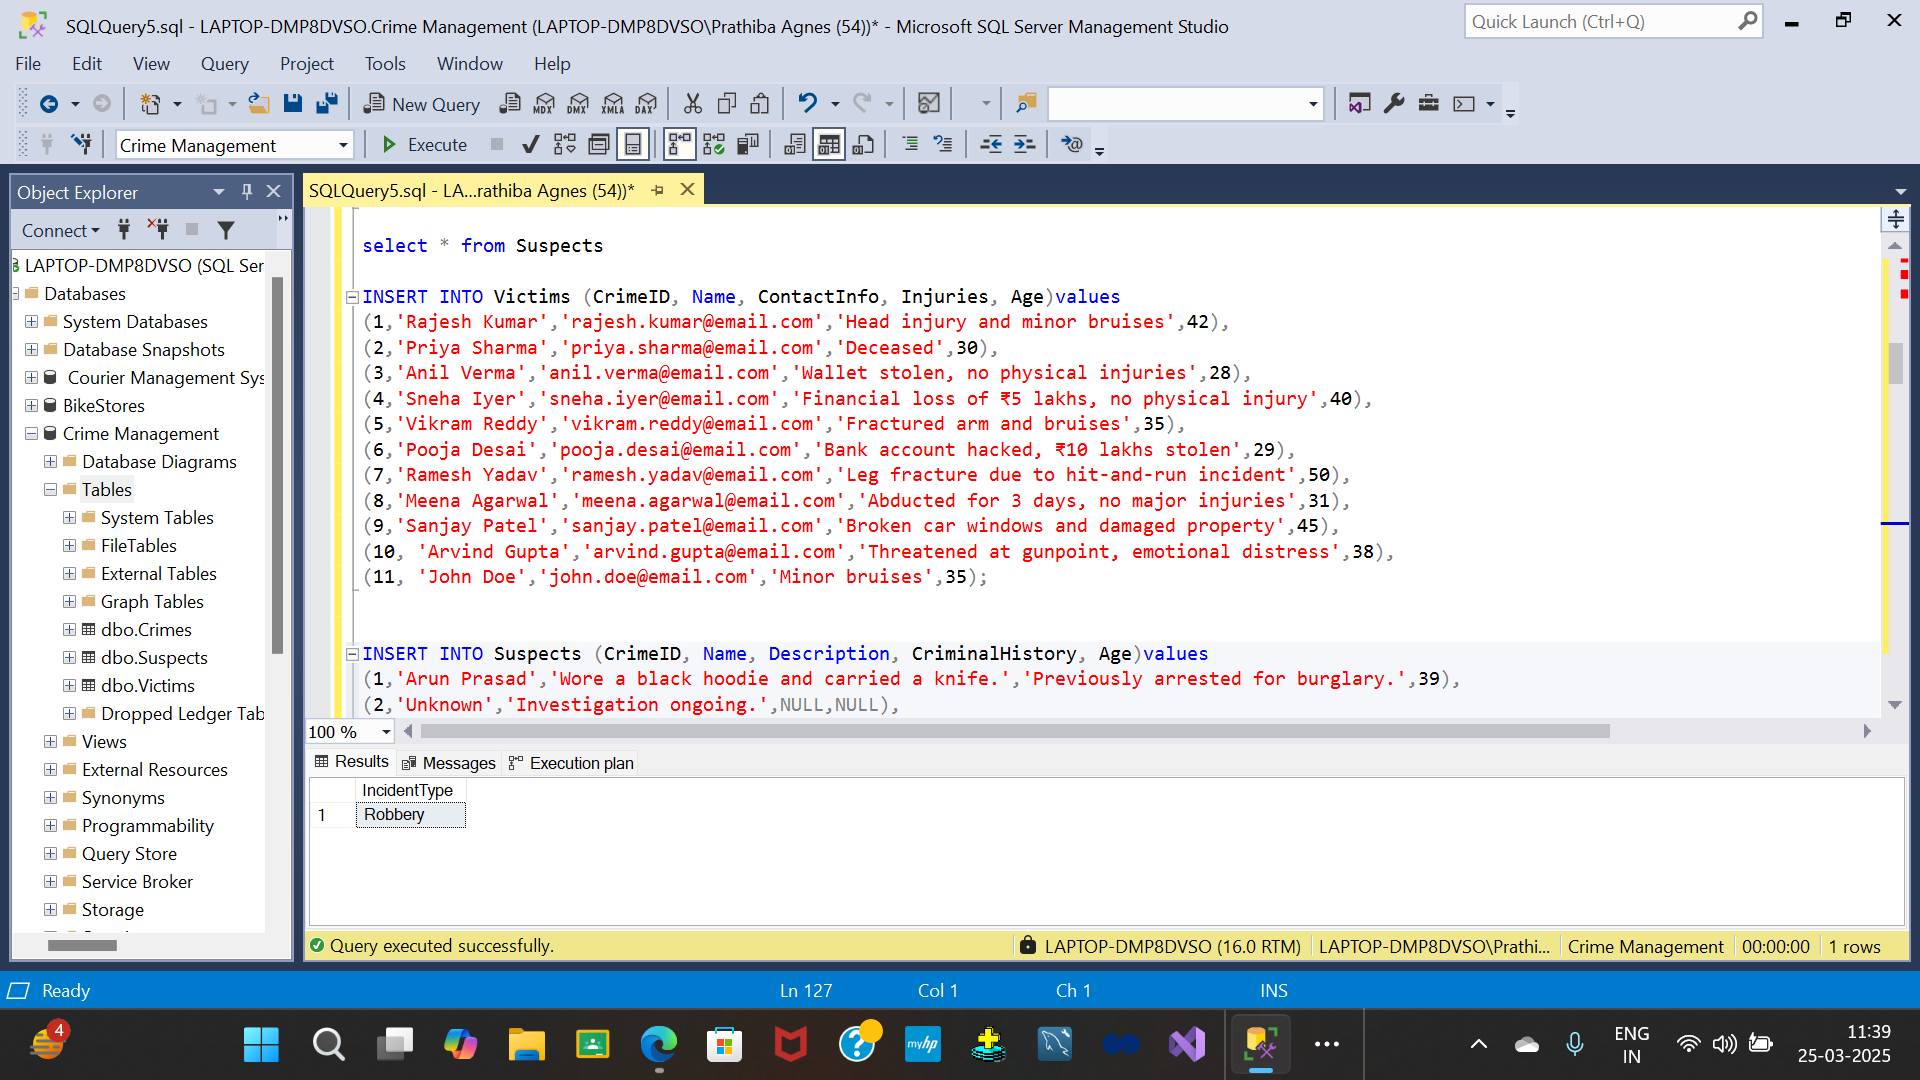 SQLQuery5.sql - LAPTOP-DMP8DVSO.Crime Management (LAPTOP-DMP8DVSO\Prathiba Agnes (54))* - Microsoft SQL Server Management Studio
Quick Launch (Ctrl+Q)
File Edit View Query Project Tools Window Help
New Query MDX DMX XMLA DAX
Crime Management Execute
Object Explorer
SQLQuery5.sql - LA...rathiba Agnes (54))*
Connect
LAPTOP-DMP8DVSO (SQL Ser
Databases
System Databases
Database Snapshots
Courier Management Sys
BikeStores
Crime Management
Database Diagrams
Tables
System Tables
FileTables
External Tables
Graph Tables
dbo.Crimes
dbo.Suspects
dbo.Victims
Dropped Ledger Tab
Views
External Resources
Synonyms
Programmability
Query Store
Service Broker
Storage
select * from Suspects
INSERT INTO Victims (CrimeID, Name, ContactInfo, Injuries, Age)values
(1,'Rajesh Kumar','rajesh.kumar@email.com','Head injury and minor bruises',42),
(2,'Priya Sharma','priya.sharma@email.com','Deceased',30),
(3,'Anil Verma','anil.verma@email.com','Wallet stolen, no physical injuries',28),
(4,'Sneha Iyer','sneha.iyer@email.com','Financial loss of ₹5 lakhs, no physical injury',40),
(5,'Vikram Reddy','vikram.reddy@email.com','Fractured arm and bruises',35),
(6,'Pooja Desai','pooja.desai@email.com','Bank account hacked, ₹10 lakhs stolen',29),
(7,'Ramesh Yadav','ramesh.yadav@email.com','Leg fracture due to hit-and-run incident',50),
(8,'Meena Agarwal','meena.agarwal@email.com','Abducted for 3 days, no major injuries',31),
(9,'Sanjay Patel','sanjay.patel@email.com','Broken car windows and damaged property',45),
(10, 'Arvind Gupta','arvind.gupta@email.com','Threatened at gunpoint, emotional distress',38),
(11, 'John Doe','john.doe@email.com','Minor bruises',35);
INSERT INTO Suspects (CrimeID, Name, Description, CriminalHistory, Age)values
(1,'Arun Prasad','Wore a black hoodie and carried a knife.','Previously arrested for burglary.',39),
(2,'Unknown','Investigation ongoing.',NULL,NULL),
100 %
Results Messages Execution plan
IncidentType
1 Robbery
Query executed successfully.
LAPTOP-DMP8DVSO (16.0 RTM) LAPTOP-DMP8DVSO\Prathi... Crime Management 00:00:00 1 rows
Ready Ln 127 Col 1 Ch 1 INS
4
myhp
ENG
IN
11:39
25-03-2025